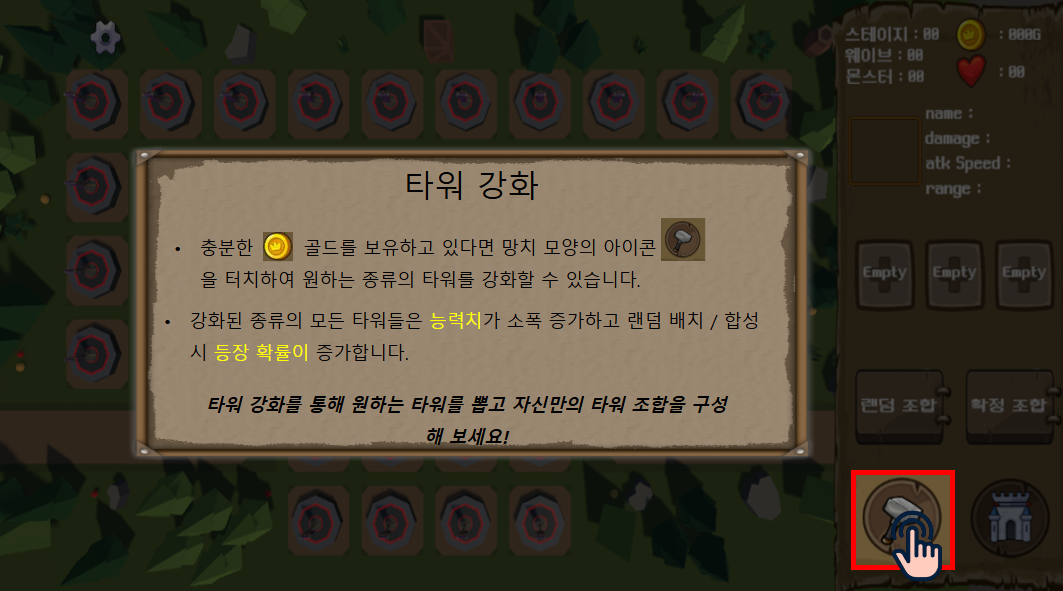 스테이지 : 00
: 000G
웨이브 : 00
몬스터 : 00
: 00
name :
damage :
atk Speed :
range :
타워 강화
• 충분한 골드를 보유하고 있다면 망치 모양의 아이콘
을 터치하여 원하는 종류의 타워를 강화할 수 있습니다.
• 강화된 종류의 모든 타워들은 능력치가 소폭 증가하고 랜덤 배치 / 합성
시 등장 확률이 증가합니다.
타워 강화를 통해 원하는 타워를 뽑고 자신만의 타워 조합을 구성
해 보세요!
Empty Empty Empty
랜덤 조합 확정 조합